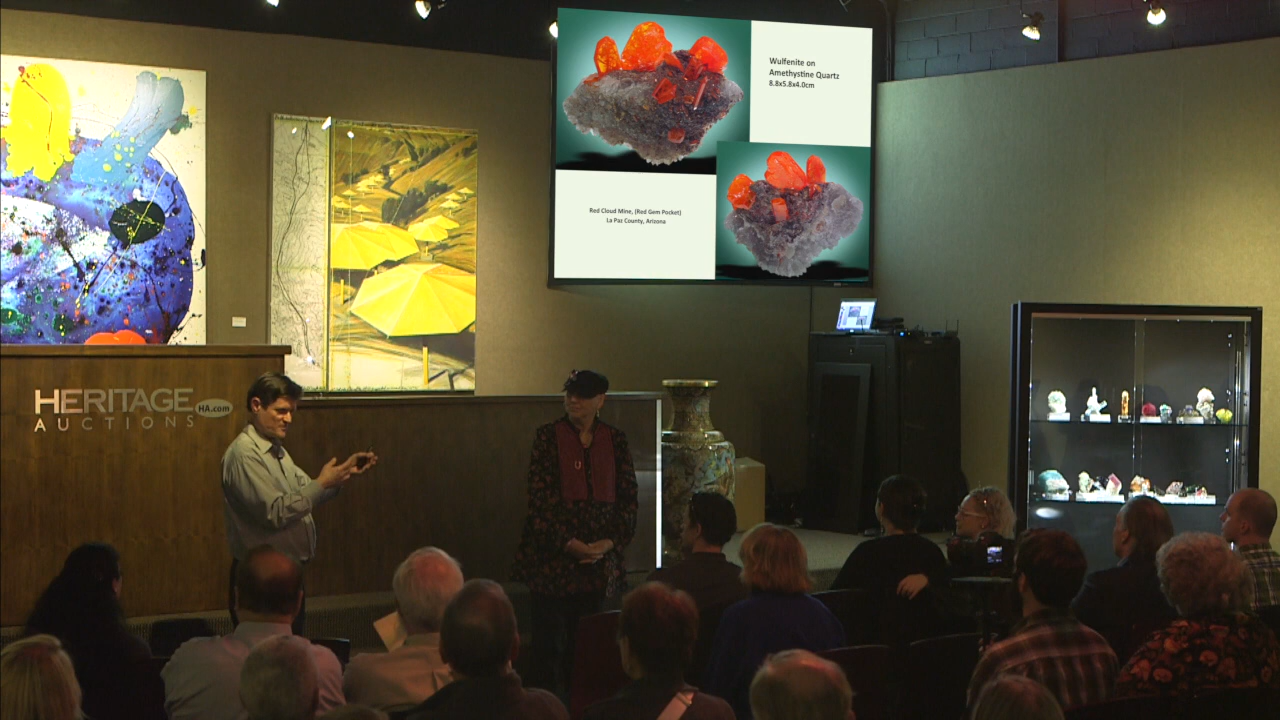 Wulfenite on
Amethystine Quartz
8.8x5.8x4.0cm
Red Cloud Mine, (Red Gem Pocket)
La Pas County, Arizona
HERITAGE
HA.com
AUCTIONS